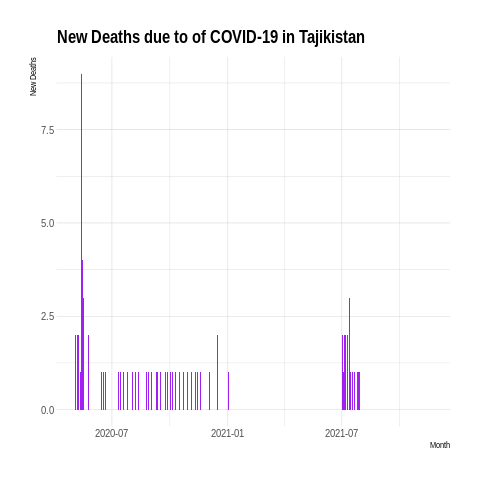 New Deaths due to of COVID-19 in Tajikistan
New Deaths
7.5
5.0
2.5
0.0
2020-07
2021-01
2021-07
Month